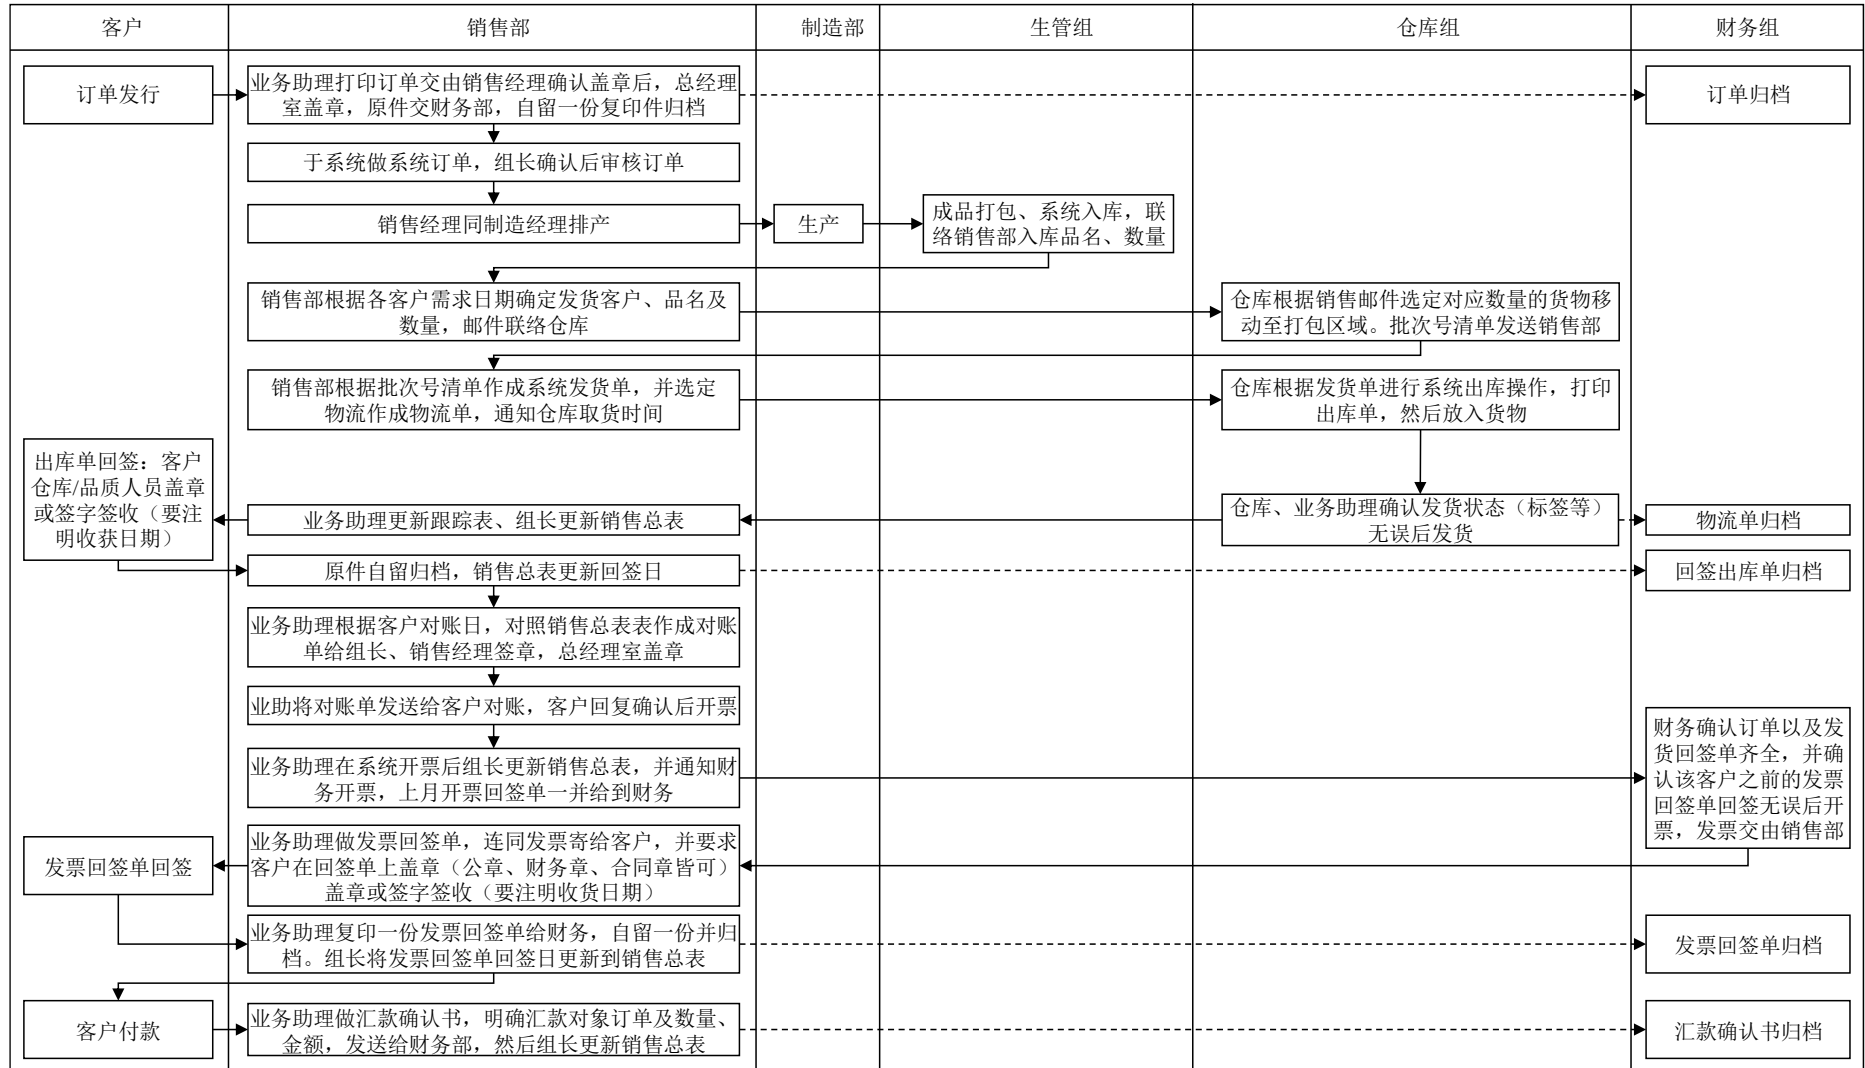 客户
销售部
制造部
生管组
仓库组
财务组
订单发行
业务助理打印订单交由销售经理确认盖章后，总经理
室盖章，原件交财务部，自留一份复印件归档
订单归档
于系统做系统订单，组长确认后审核订单
销售经理同制造经理排产
生产
成品打包、系统入库，联
络销售部入库品名、数量
销售部根据各客户需求日期确定发货客户、品名及
数量，邮件联络仓库
仓库根据销售邮件选定对应数量的货物移
动至打包区域。批次号清单发送销售部
销售部根据批次号清单作成系统发货单，并选定
物流作成物流单，通知仓库取货时间
仓库根据发货单进行系统出库操作，打印
出库单，然后放入货物
出库单回签：客户
仓库/品质人员盖章
或签字签收（要注
明收获日期）
业务助理更新跟踪表、组长更新销售总表
仓库、业务助理确认发货状态（标签等）
无误后发货
物流单归档
原件自留归档，销售总表更新回签日
回签出库单归档
业务助理根据客户对账日，对照销售总表表作成对账
单给组长、销售经理签章，总经理室盖章
业助将对账单发送给客户对账，客户回复确认后开票
业务助理在系统开票后组长更新销售总表，并通知财
务开票，上月开票回签单一并给到财务
财务确认订单以及发
货回签单齐全，并确
认该客户之前的发票
回签单回签无误后开
票，发票交由销售部
发票回签单回签
业务助理做发票回签单，连同发票寄给客户，并要求
客户在回签单上盖章（公章、财务章、合同章皆可）
盖章或签字签收（要注明收货日期）
业务助理复印一份发票回签单给财务，自留一份并归
档。组长将发票回签单回签日更新到销售总表
发票回签单归档
客户付款
业务助理做汇款确认书，明确汇款对象订单及数量、
金额，发送给财务部，然后组长更新销售总表
汇款确认书归档